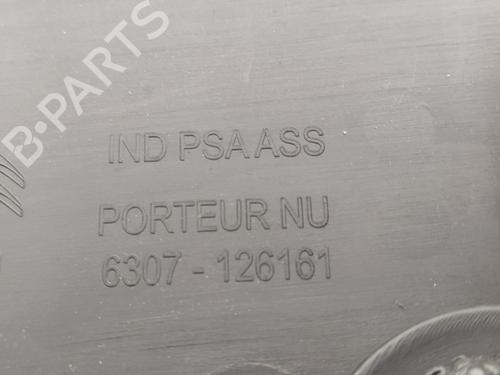 B-PARTS
IND PSA ASS
PORTEUR NU
6307 - 126161